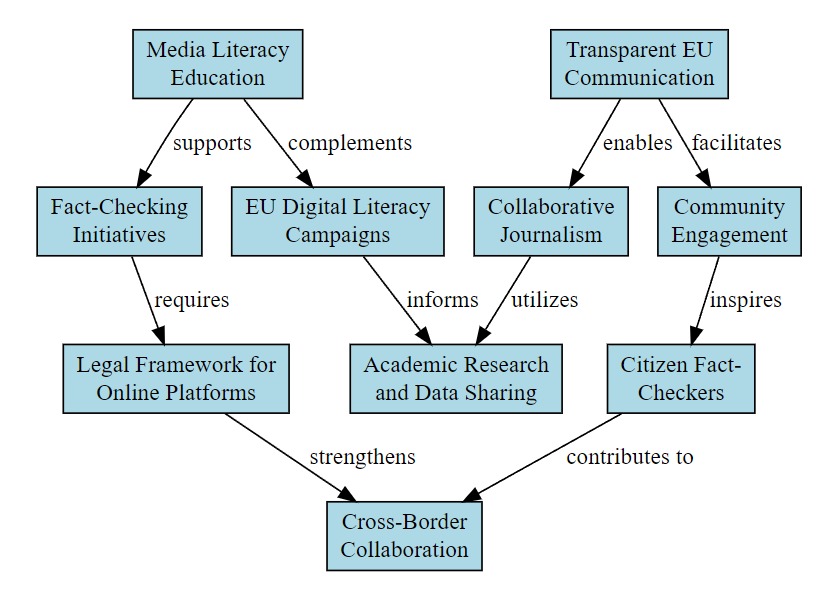 Media Literacy
Education
Transparent EU
Communication
supports
complements
enables
facilitates
Fact-Checking
Initiatives
EU Digital Literacy
Campaigns
Collaborative
Journalism
Community
Engagement
requires
informs
utilizes
inspires
Legal Framework for
Online Platforms
Academic Research
and Data Sharing
Citizen Fact-
Checkers
strengthens
contributes to
Cross-Border
Collaboration